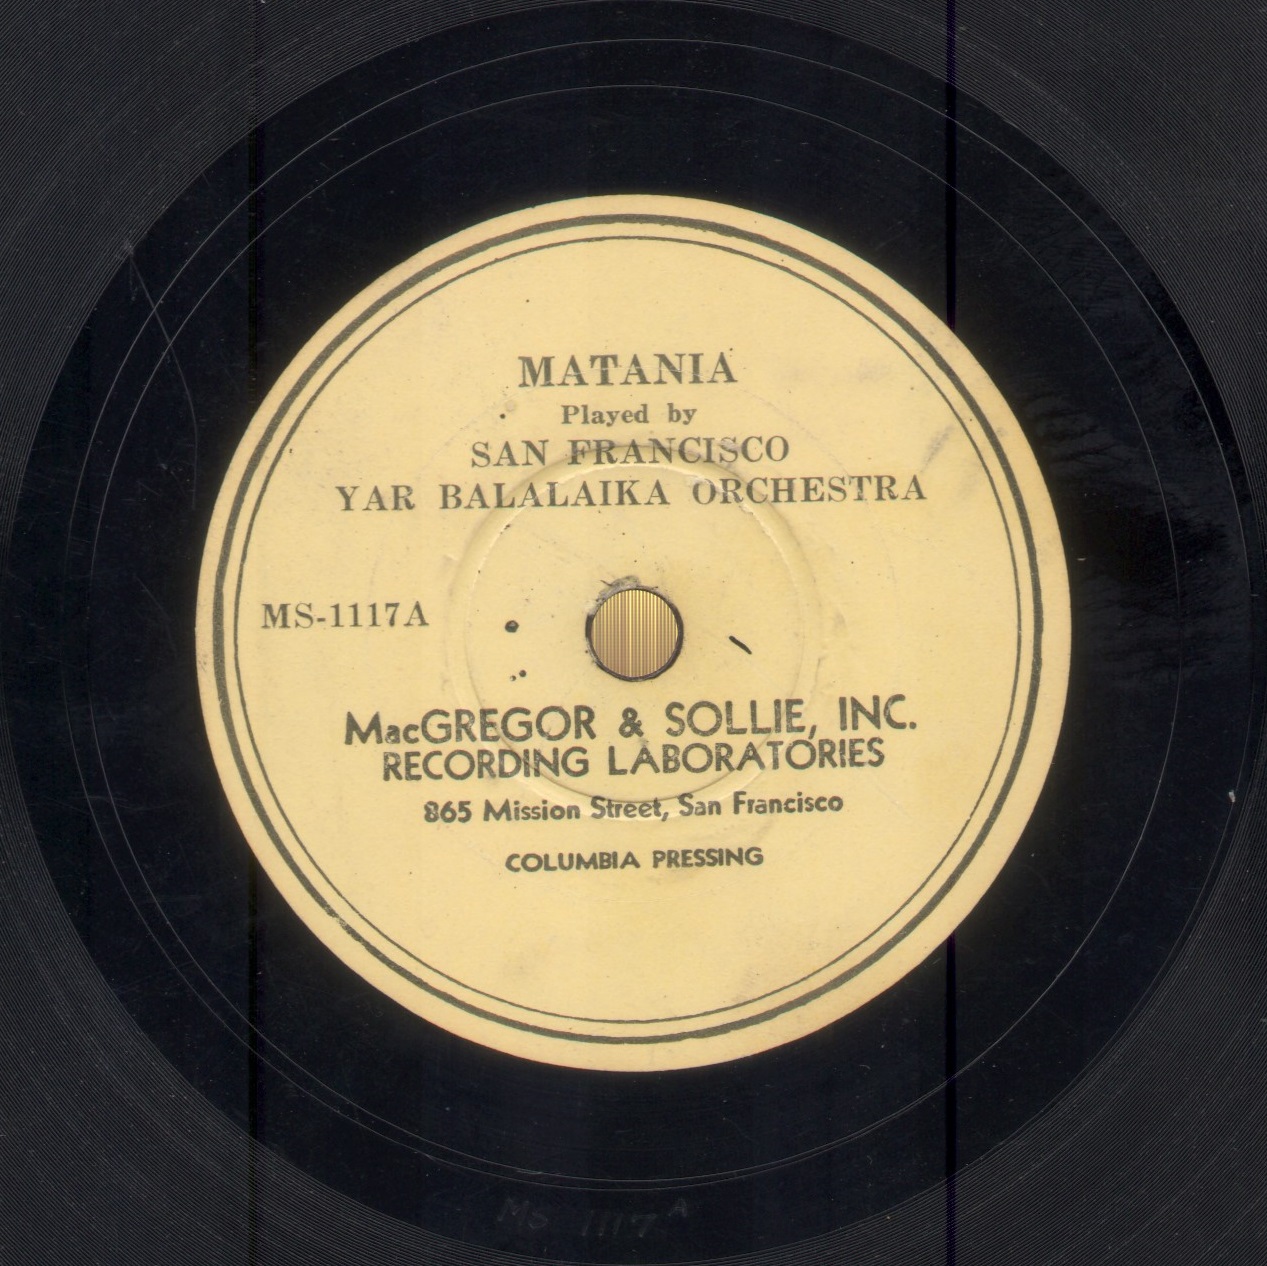 MATANIA
Played by
SAN FRANCISCO
YAR BALALAIKA ORCHESTRA
MS-1117A
MacGREGOR & SOLLIE, INC.
RECORDING LABORATORIES
865 Mission Street, San Francisco
COLUMBIA PRESSING
MS 1117 A